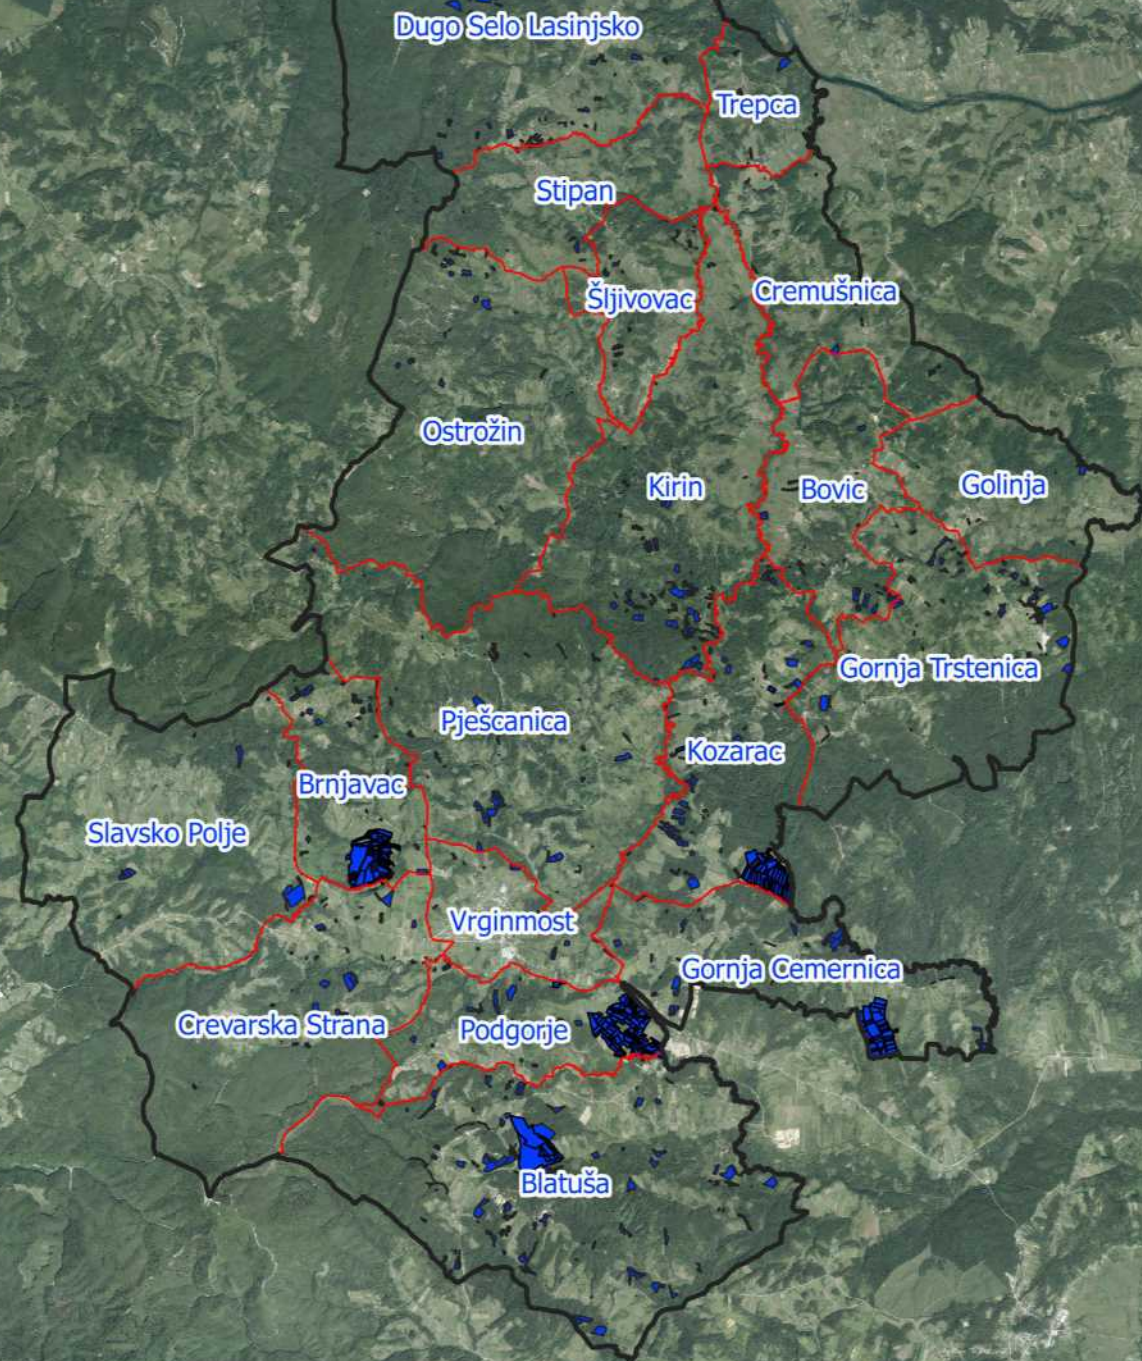 Dugo Selo Lasinjsko
Trepca
Stipan
Šljivovac
Cremušnica
Ostrožin
Kirin
Bovic
Golinja
Gornja Trstenica
Pješcanica
Kozarac
Brnjavac
Slavsko Polje
Vrginmost
Gornja Cemernica
Crevarska Strana
Podgorje
Blatuša